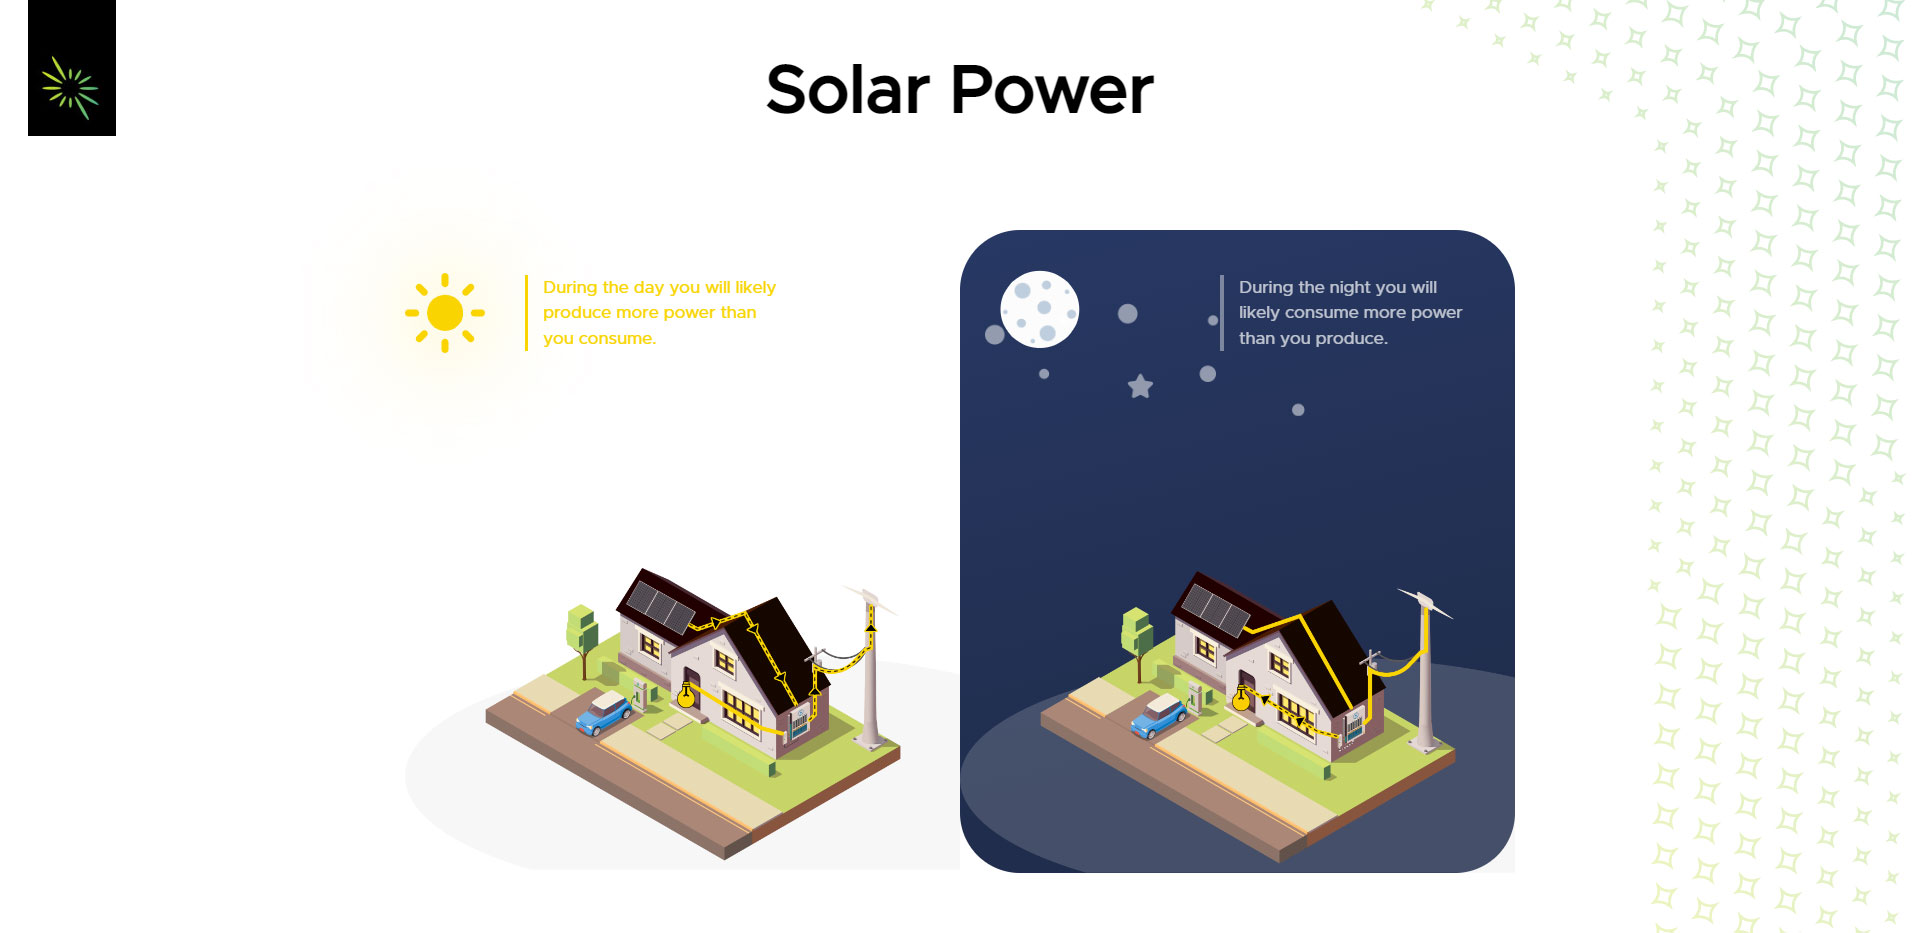 Solar Power
During the day you will likely
produce more power than
you consume.
During the night you will
likely consume more power
than you produce.